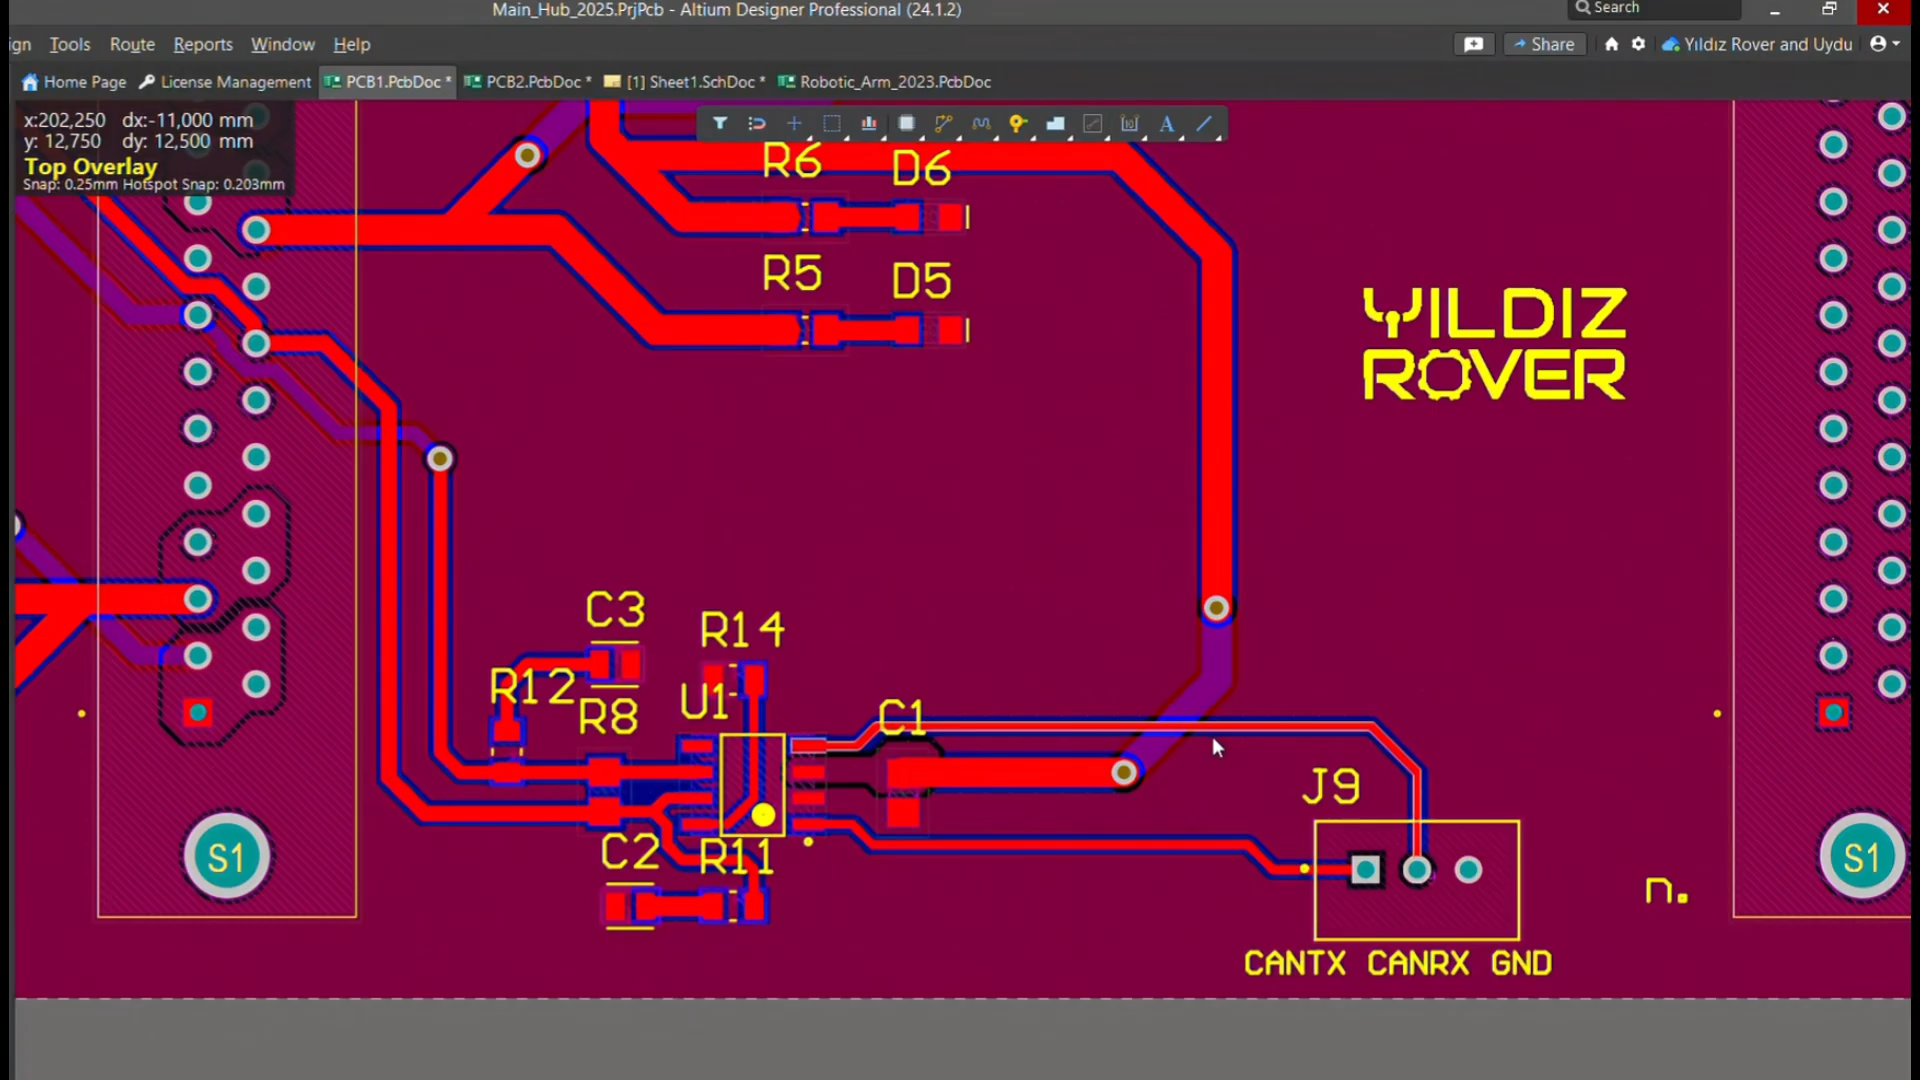 Main_Hub_2025.PrjPcb - Altium Designer Professional (24.1.2)
Search
gn Tools Route Reports Window Help
Share
Yıldız Rover and Uydu
Home Page License Management PCB1.PcbDoc * PCB2.PcbDoc * [1] Sheet1.SchDoc * Robotic_Arm_2023.PcbDoc
x:202,250 dx:-11,000 mm
y: 12,750 dy: 12,500 mm
Top Overlay
Snap: 0.25mm Hotspot Snap: 0.203mm
R6 D6
R5 D5
YILDIZ
ROVER
C3
R14
R12
U1
R8
C1
J9
C2
R11
S1
S1
n.
CANTX CANRX GND